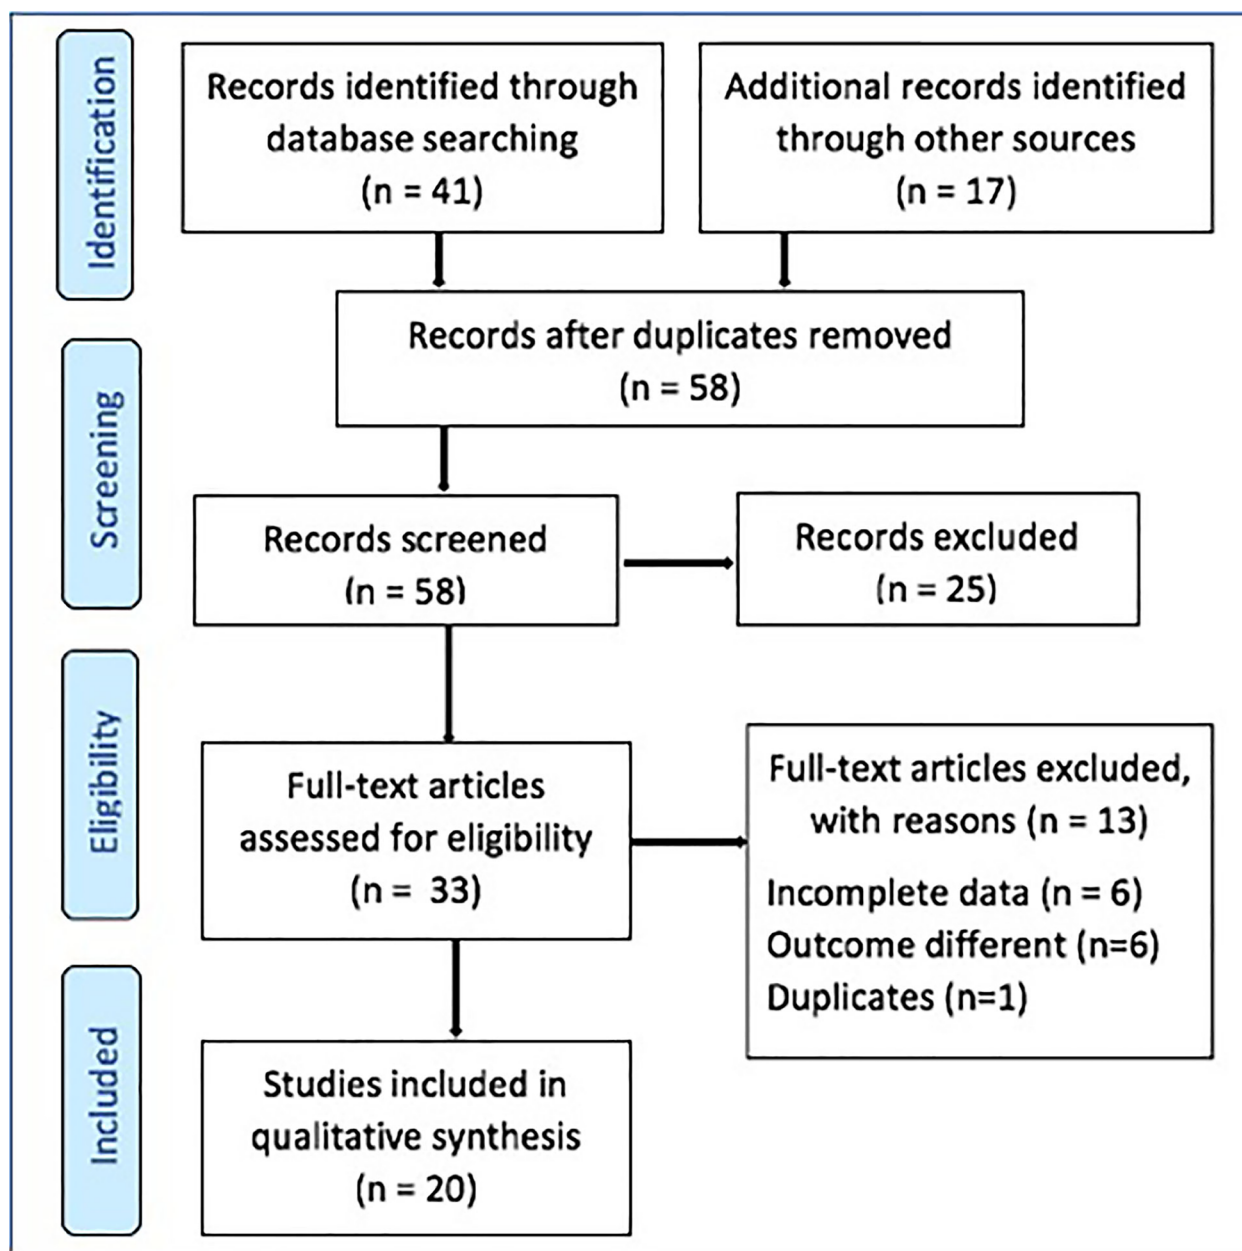 Identification
Records identified through
database searching
(n = 41)
Additional records identified
through other sources
(n = 17)
Records after duplicates removed
(n = 58)
Screening
Records screened
(n = 58)
Records excluded
(n = 25)
Eligibility
Full-text articles
assessed for eligibility
(n =  33)
Full-text articles excluded,
with reasons (n = 13)
Incomplete data (n = 6)
Outcome different (n=6)
Duplicates (n=1)
Included
Studies included in
qualitative synthesis
(n = 20)